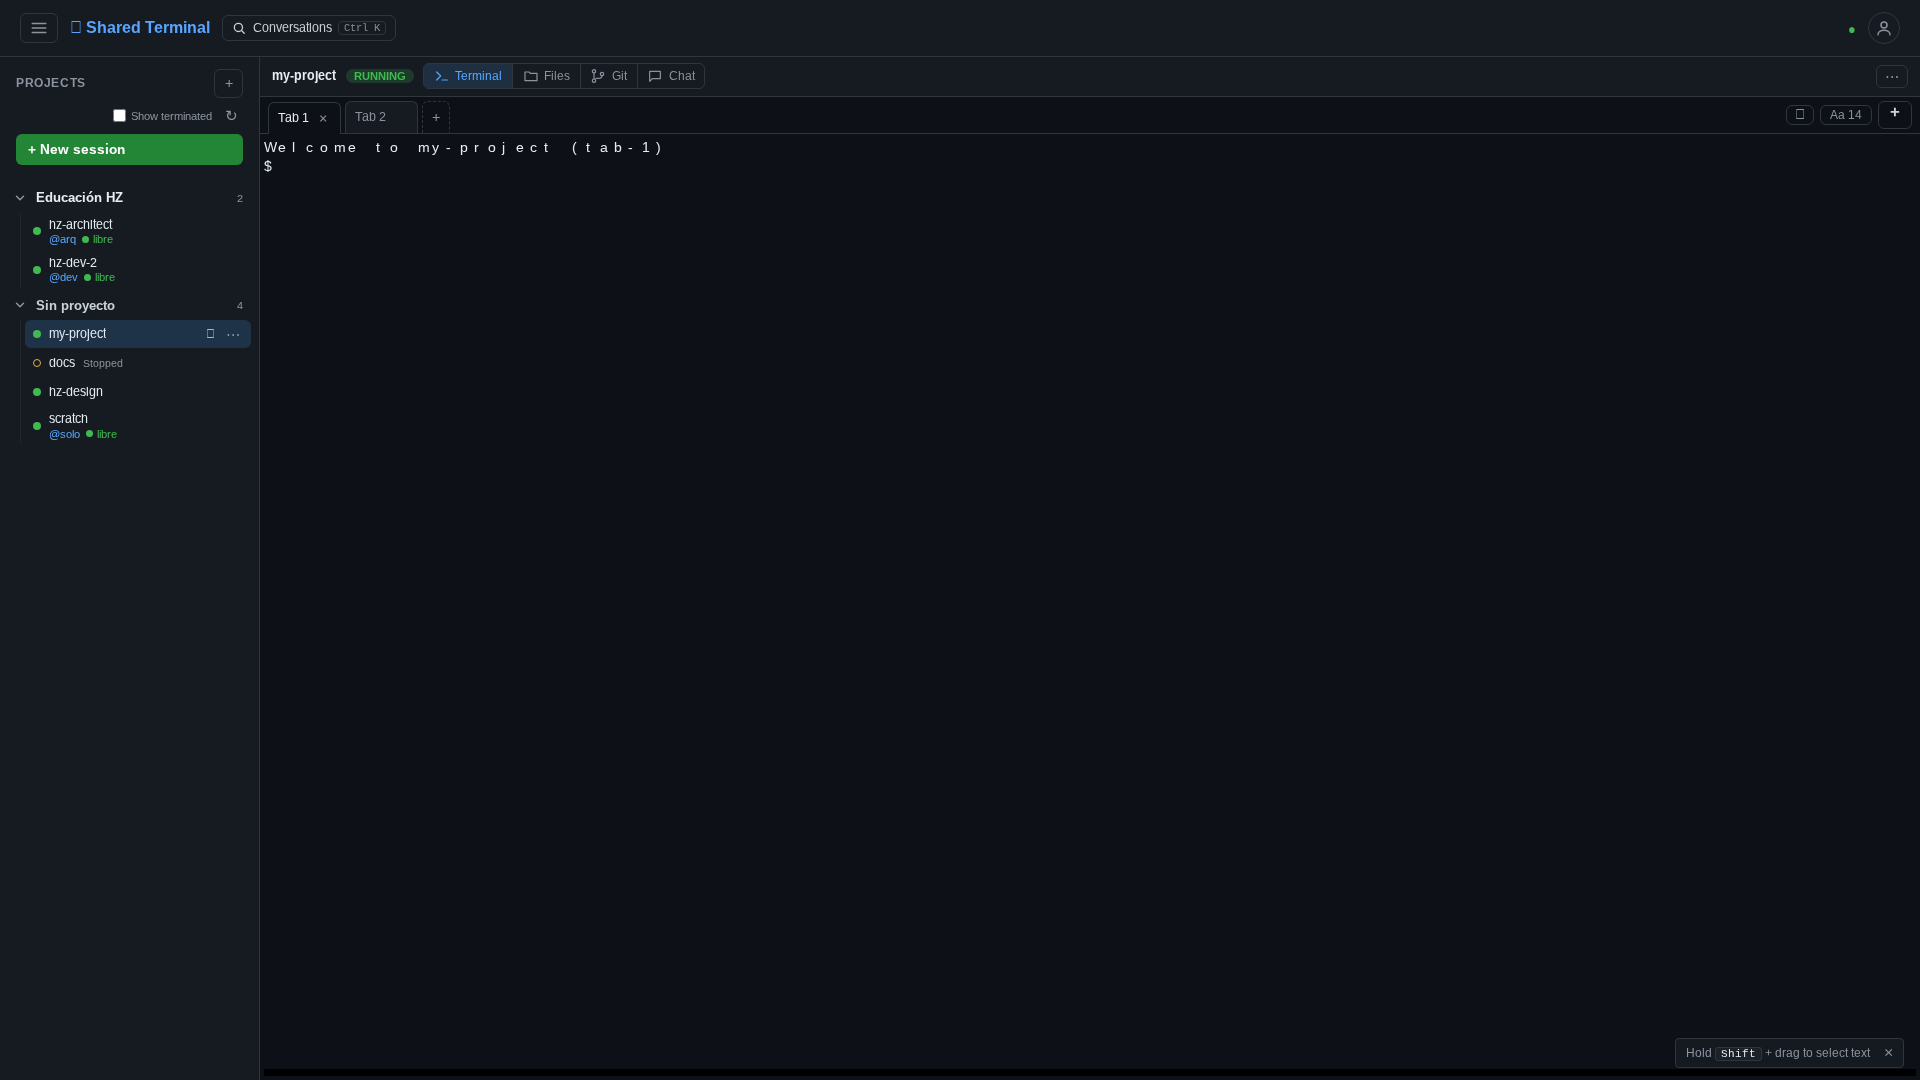 Shared Terminal
Conversations Ctrl K
PROJECTS
+
Show terminated
+ New session
Educación HZ 2
hz-architect
@arq libre
hz-dev-2
@dev libre
Sin proyecto 4
my-project
docs Stopped
hz-design
scratch
@solo libre
my-project RUNNING Terminal Files Git Chat
Tab 1 × Tab 2 + Aa 14 +
Welcome to my-project (tab-1)
$
Hold Shift + drag to select text ×